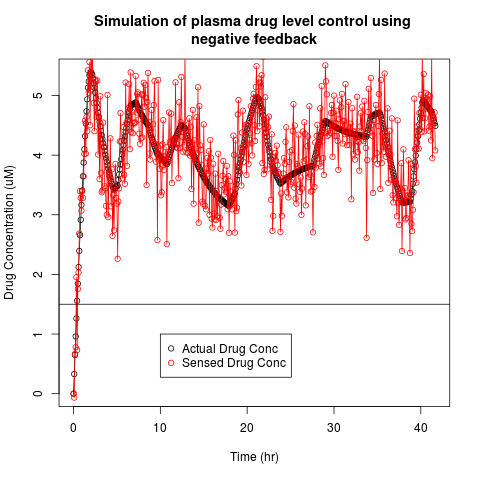 Simulation of plasma drug level control using
negative feedback
Drug Concentration (uM)
5
4
3
2
1
0
Actual Drug Conc
Sensed Drug Conc
0
10
20
30
40
Time (hr)